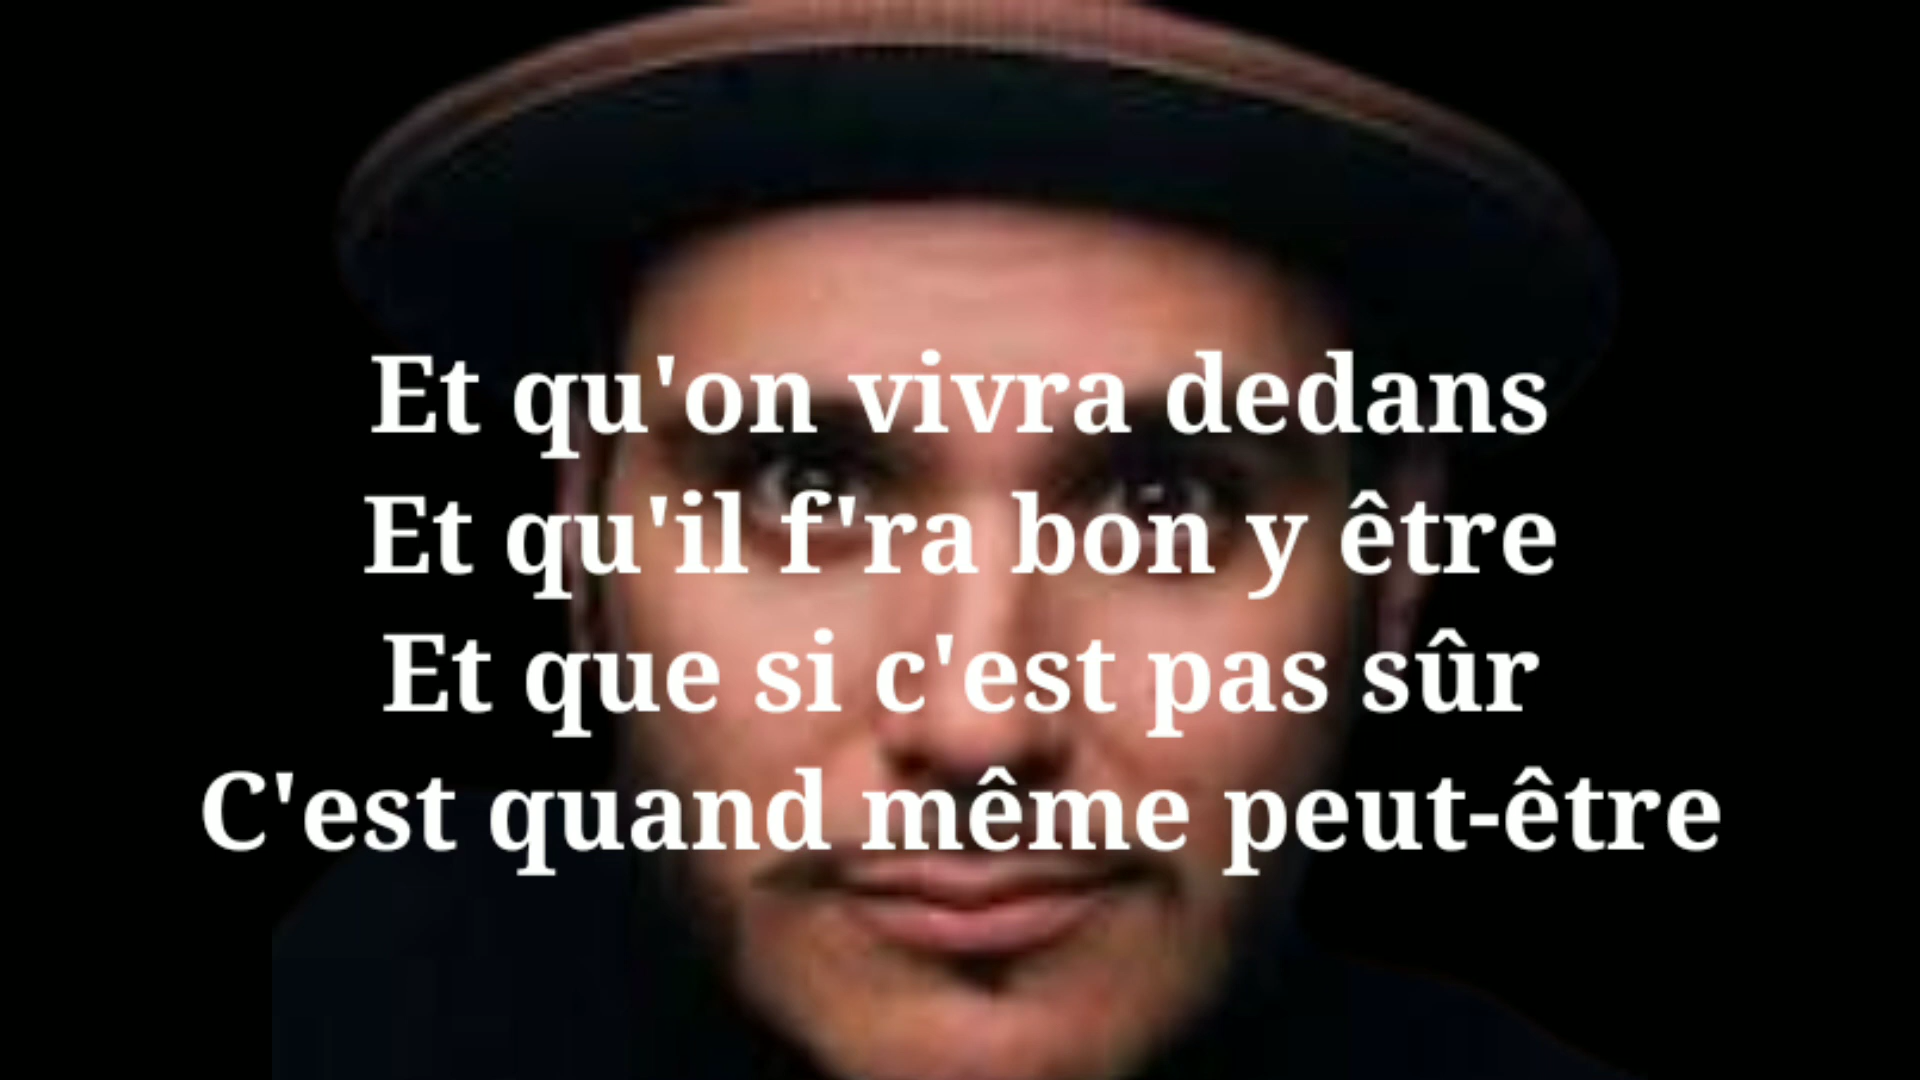 Et qu'on vivra dedans
Et qu'il f'ra bon y être
Et que si c'est pas sûr
C'est quand même peut-être